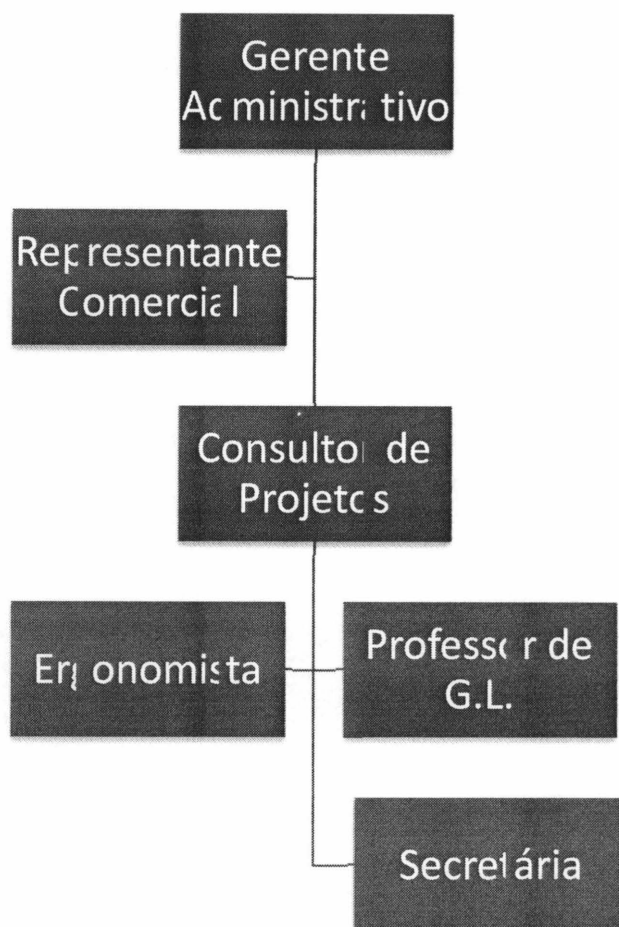 Gerente
Administrativo
Representante
Comercial
Consultor de
Projetos
Ergonomista
Professor de
G.L.
Secretária